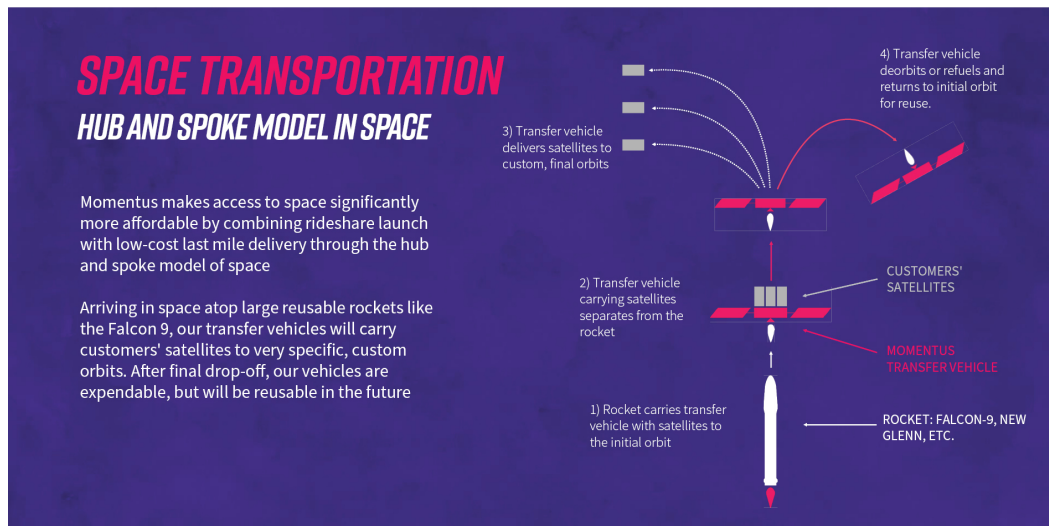 SPACE TRANSPORTATION
HUB AND SPOKE MODEL IN SPACE
Momentus makes access to space significantly
more affordable by combining rideshare launch
with low-cost last mile delivery through the hub
and spoke model of space
Arriving in space atop large reusable rockets like
the Falcon 9, our transfer vehicles will carry
customers' satellites to very specific, custom
orbits. After final drop-off, our vehicles are
expendable, but will be reusable in the future
4) Transfer vehicle
deorbits or refuels and
returns to initial orbit
for reuse.
3) Transfer vehicle
delivers satellites to
custom, final orbits
2) Transfer vehicle
carrying satellites
separates from the
rocket
CUSTOMERS'
SATELLITES
MOMENTUS
TRANSFER VEHICLE
1) Rocket carries transfer
vehicle with satellites to
the initial orbit
ROCKET: FALCON-9, NEW
GLENN, ETC.